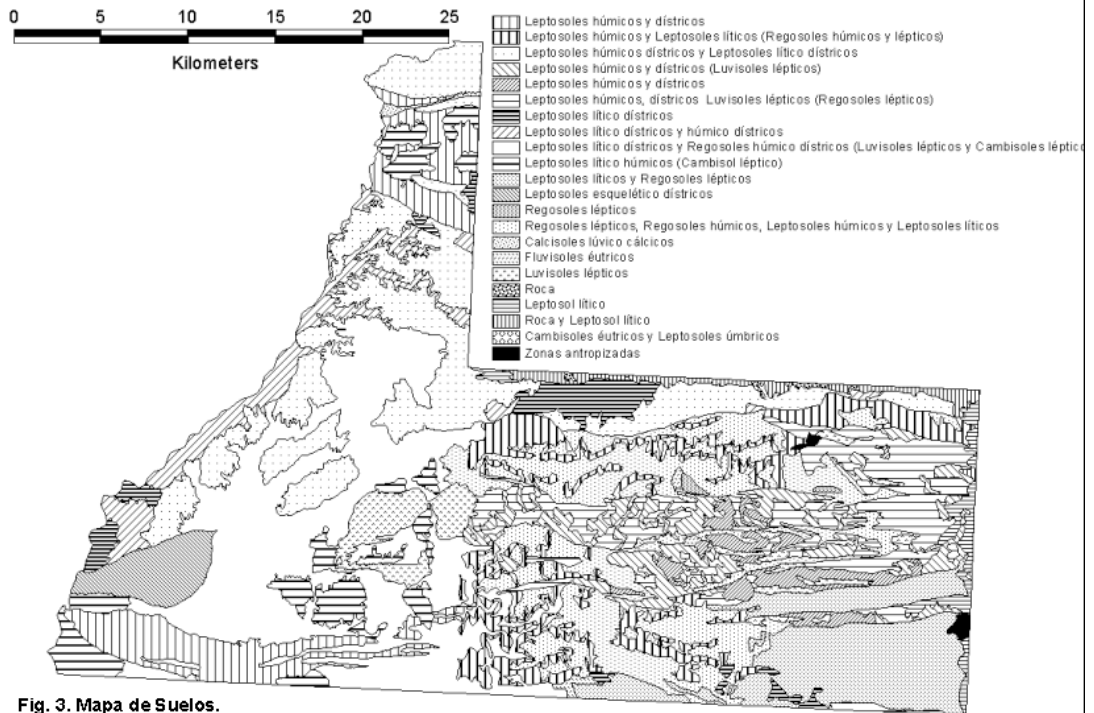 0 5 10 15 20 25
Kilometers
Leptosoles húmicos y dístricos
Leptosoles húmicos y Leptosoles líticos (Regosoles húmicos y lépticos)
Leptosoles húmicos dístricos y Leptosoles lítico dístricos
Leptosoles húmicos y dístricos (Luvisoles lépticos)
Leptosoles húmicos y dístricos
Leptosoles húmicos, dístricos Luvisoles lépticos (Regosoles lépticos)
Leptosoles lítico dístricos
Leptosoles lítico dístricos y húmico dístricos
Leptosoles lítico dístricos y Regosoles húmico dístricos (Luvisoles lépticos y Cambisoles léptico
Leptosoles lítico húmicos (Cambisol léptico)
Leptosoles líticos y Regosoles lépticos
Leptosoles esquelético dístricos
Regosoles lépticos
Regosoles lépticos, Regosoles húmicos, Leptosoles húmicos y Leptosoles líticos
Calcisoles lúvico cálcicos
Fluvisoles éutricos
Luvisoles lépticos
Roca
Leptosol lítico
Roca y Leptosol lítico
Cambisoles éutricos y Leptosoles úmbricos
Zonas antropizadas
Fig. 3. Mapa de Suelos.